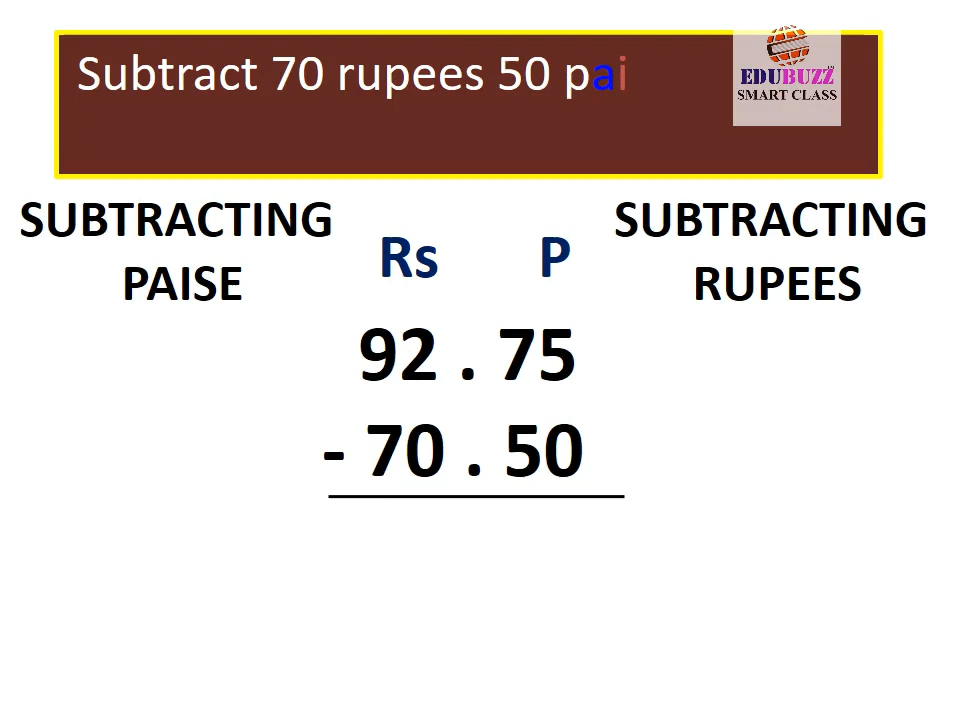 Subtract 70 rupees 50 pai
EDUBUZZ
SMART CLASS
SUBTRACTING
PAISE
Rs P
SUBTRACTING
RUPEES
92 . 75
- 70 . 50